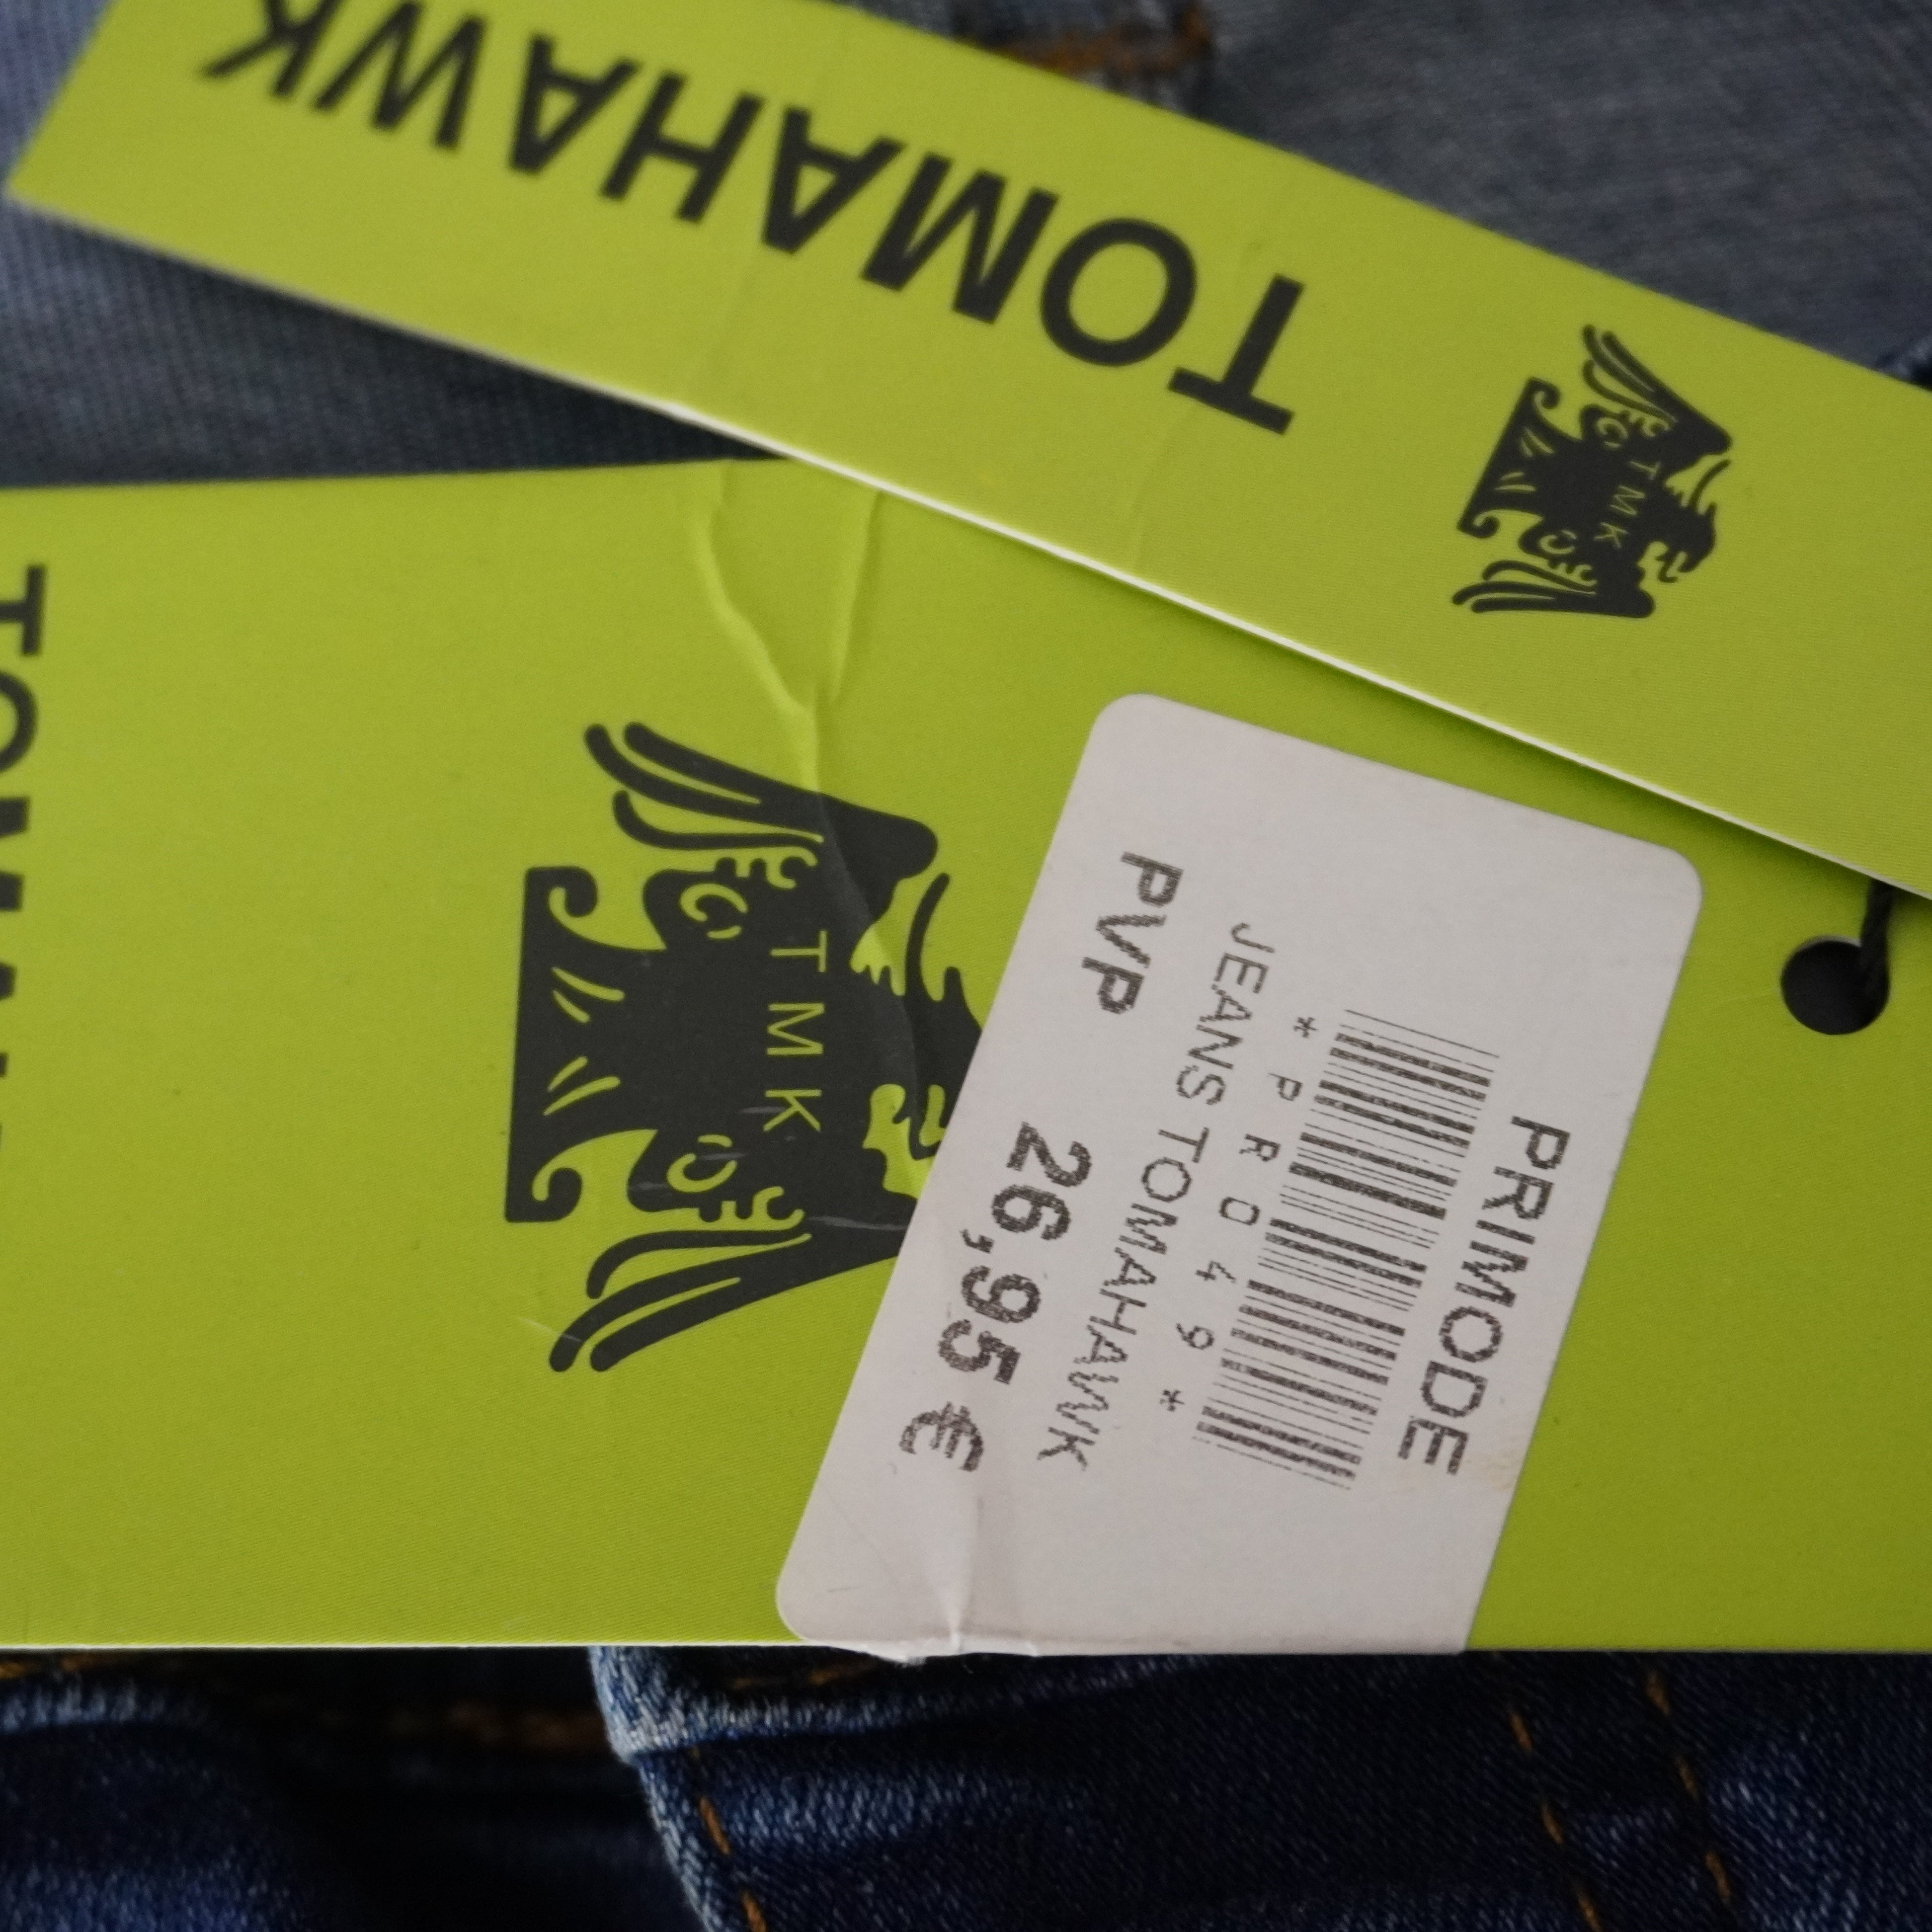 TOMAHAWK
TMK
TMK
PRIMODE
* P R 0 4 9 *
JEANS TOMAHAWK
PVP 26,95 €